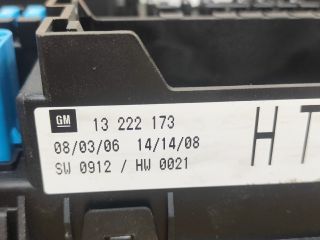 GM 13 222 173
08/03/06 14/14/08
SW 0912 / HW 0021
HT